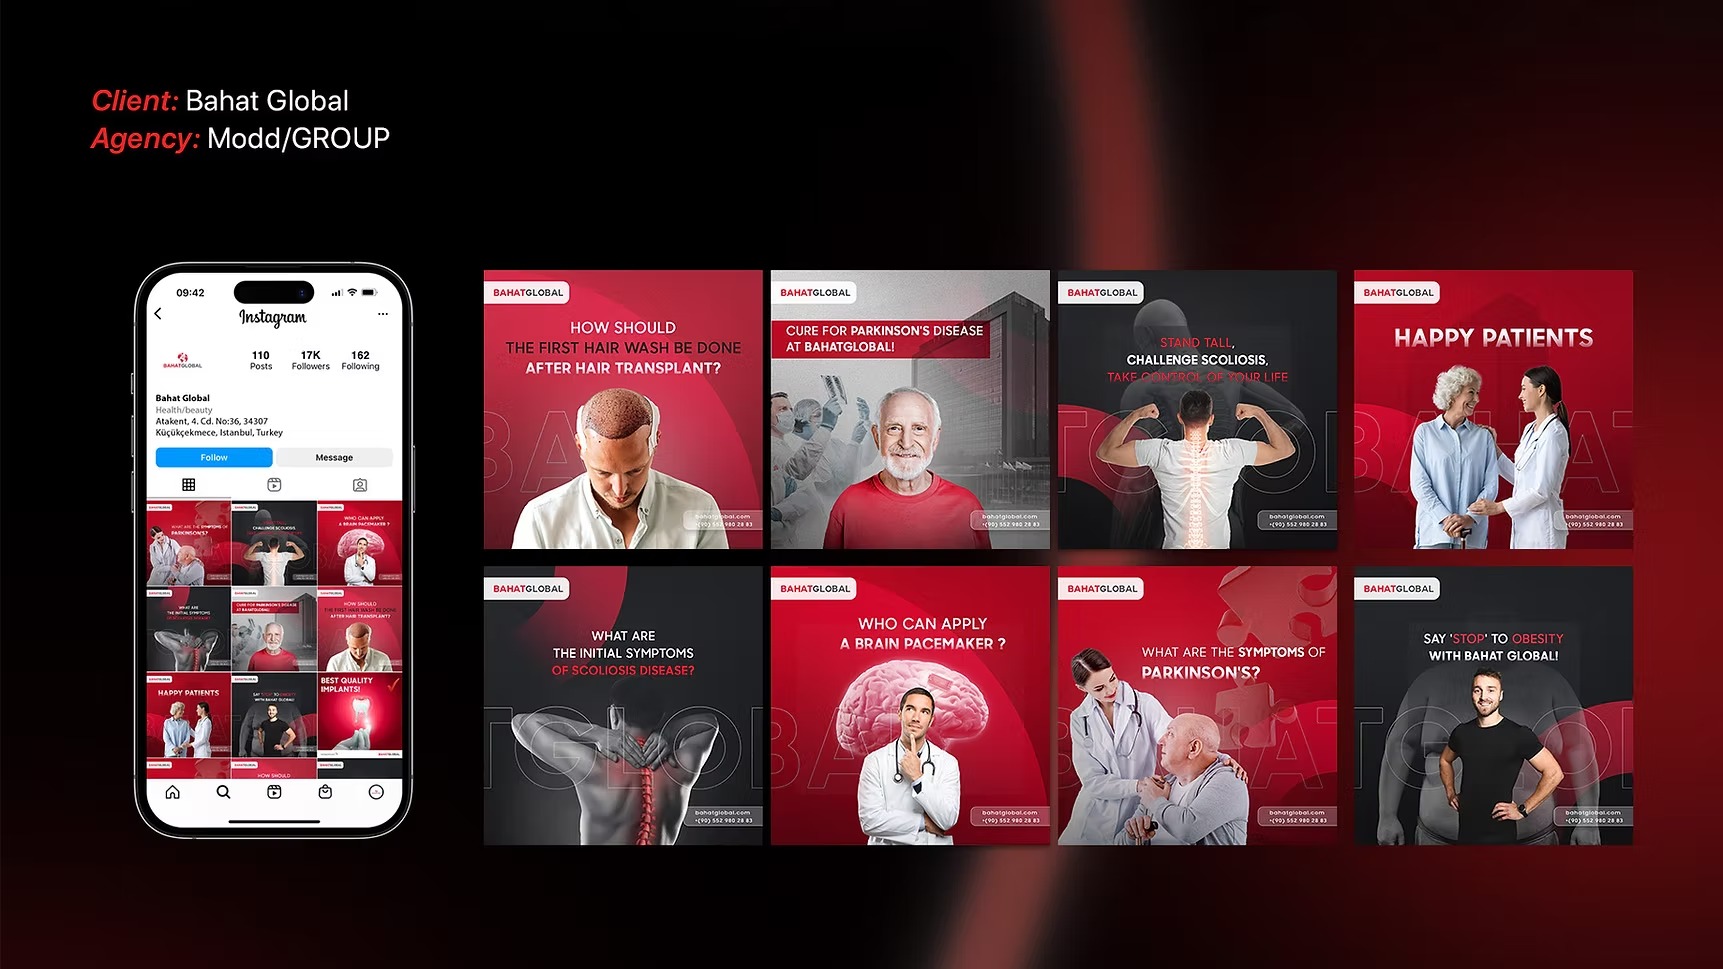 Client: Bahat Global
Agency: Modd/GROUP
09:42
Instagram
BAHATGLOBAL
110
Posts
17K
Followers
162
Following
Bahat Global
Health/beauty
Atakent, 4. Cd. No:36, 34307
Küçükçekmece, Istanbul, Turkey
Follow
Message
WHAT ARE THE SYMPTOMS OF
PARKINSON'S?
CHALLENGE SCOLIOSIS
WHO CAN APPLY
A BRAIN PACEMAKER ?
WHAT ARE
THE INITIAL SYMPTOMS
OF SCOLIOSIS DISEASE?
CURE FOR PARKINSON'S DISEASE
AT BAHATGLOBAL!
HOW SHOULD
THE FIRST HAIR WASH BE DONE
AFTER HAIR TRANSPLANT?
HAPPY PATIENTS
SAY 'STOP' TO OBESITY
WITH BAHAT GLOBAL!
BEST QUALITY
IMPLANTS!
HOW SHOULD
BAHATGLOBAL
HOW SHOULD
THE FIRST HAIR WASH BE DONE
AFTER HAIR TRANSPLANT?
BA
bahatglobal.com
+(90) 552 980 28 83
BAHATGLOBAL
CURE FOR PARKINSON'S DISEASE
AT BAHATGLOBAL!
bahatglobal.com
+(90) 552 980 28 83
BAHATGLOBAL
STAND TALL,
CHALLENGE SCOLIOSIS,
TAKE CONTROL OF YOUR LIFE
bahatglobal.com
+(90) 552 980 28 83
BAHATGLOBAL
HAPPY PATIENTS
bahatglobal.com
+(90) 552 980 28 83
BAHATGLOBAL
WHAT ARE
THE INITIAL SYMPTOMS
OF SCOLIOSIS DISEASE?
TGLOB
bahatglobal.com
+(90) 552 980 28 83
BAHATGLOBAL
WHO CAN APPLY
A BRAIN PACEMAKER ?
bahatglobal.com
+(90) 552 980 28 83
BAHATGLOBAL
WHAT ARE THE SYMPTOMS OF
PARKINSON'S?
bahatglobal.com
+(90) 552 980 28 83
BAHATGLOBAL
SAY 'STOP' TO OBESITY
WITH BAHAT GLOBAL!
bahatglobal.com
+(90) 552 980 28 83